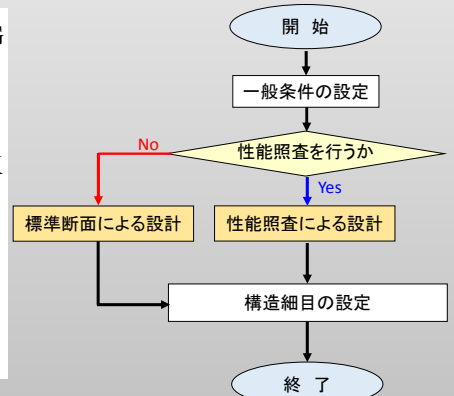 開 始
一般条件の設定
性能照査を行うか
No
Yes
標準断面による設計
性能照査による設計
構造細目の設定
終 了